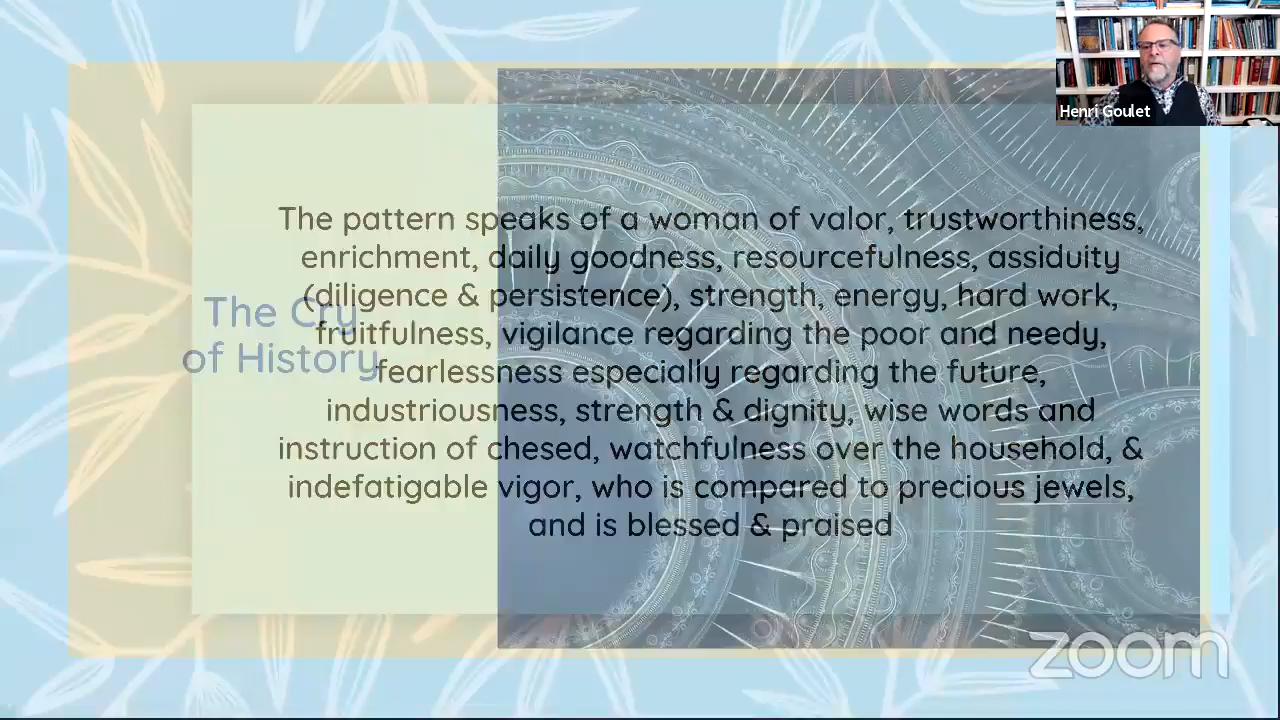 Henri Goulet
The pattern speaks of a woman of valor, trustworthiness,
enrichment, daily goodness, resourcefulness, assiduity
(diligence & persistence), strength, energy, hard work,
fruitfulness, vigilance regarding the poor and needy,
fearlessness especially regarding the future,
industriousness, strength & dignity, wise words and
instruction of chesed, watchfulness over the household, &
indefatigable vigor, who is compared to precious jewels,
and is blessed & praised
The Cry
of History
zoom